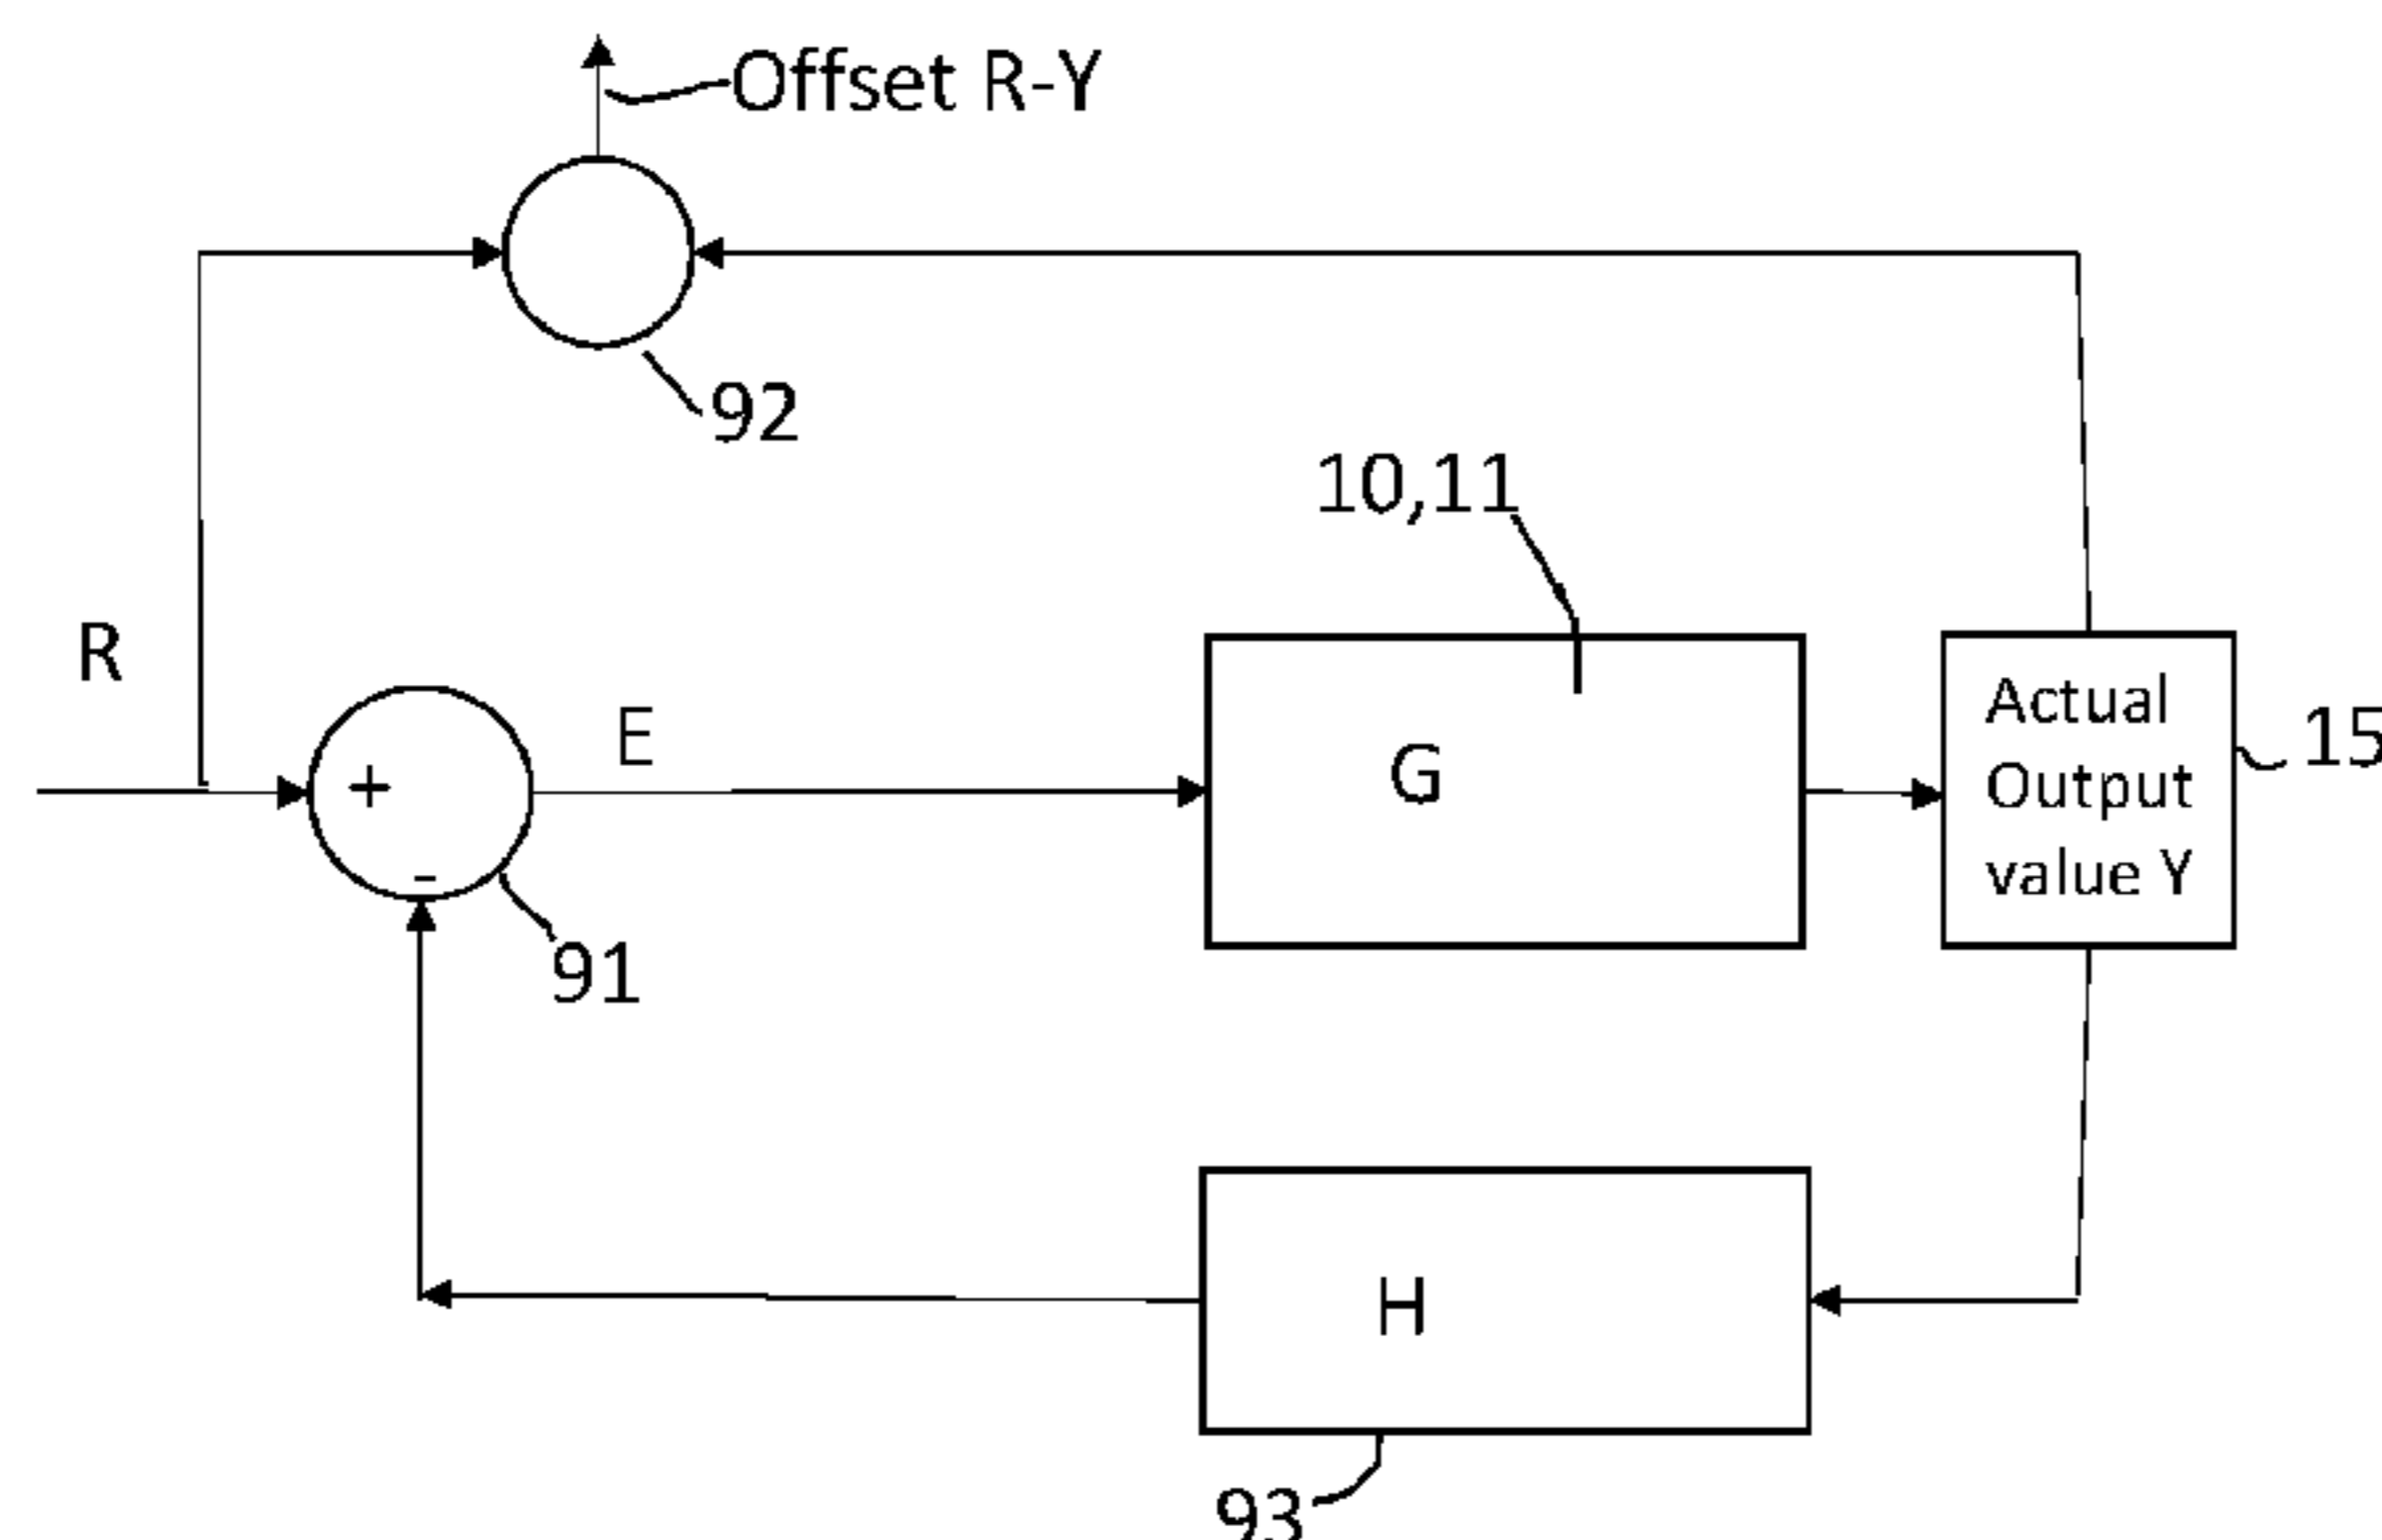 Offset R-Y
92
10,11
R
E
+
G
Actual
Output
value Y
15
-
91
H
93